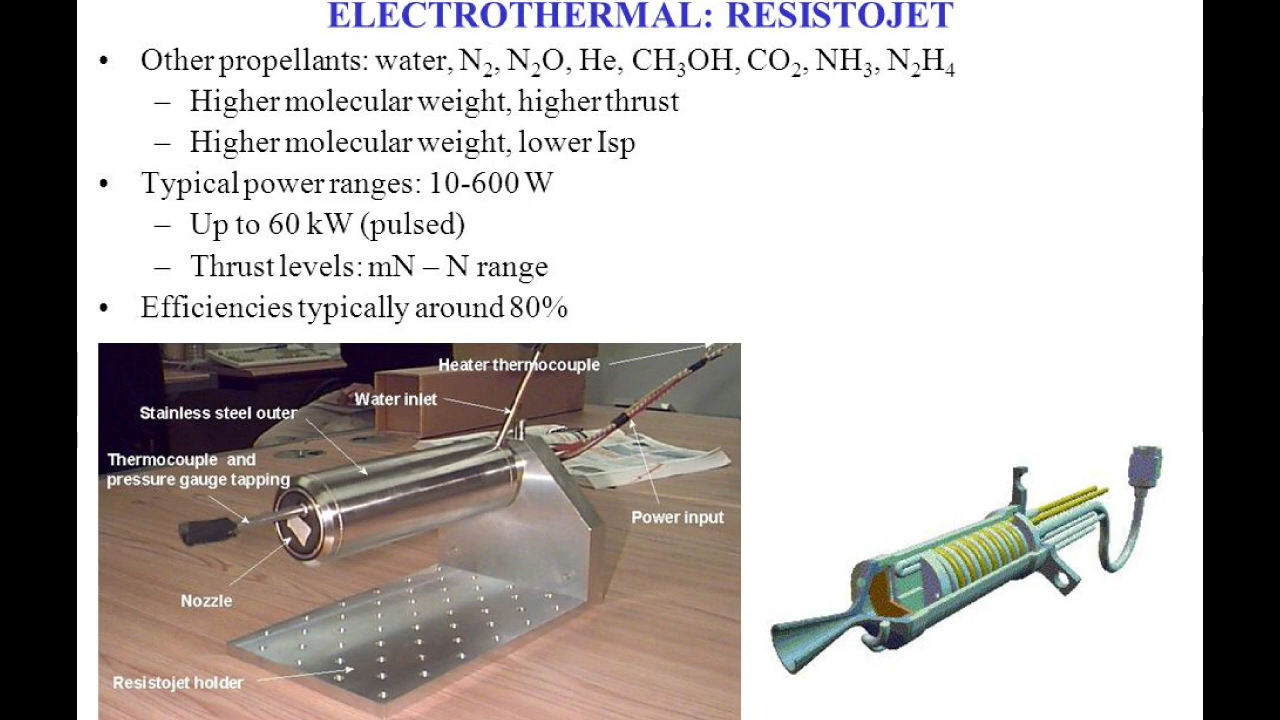 ELECTROTHERMAL: RESISTOJET
• Other propellants: water, N₂, N₂O, He, CH₃OH, CO₂, NH₃, N₂H₄
– Higher molecular weight, higher thrust
– Higher molecular weight, lower Isp
• Typical power ranges: 10-600 W
– Up to 60 kW (pulsed)
– Thrust levels: mN – N range
• Efficiencies typically around 80%
Heater thermocouple
Water inlet
Stainless steel outer
Thermocouple and
pressure gauge tapping
Power input
Nozzle
Resistojet holder